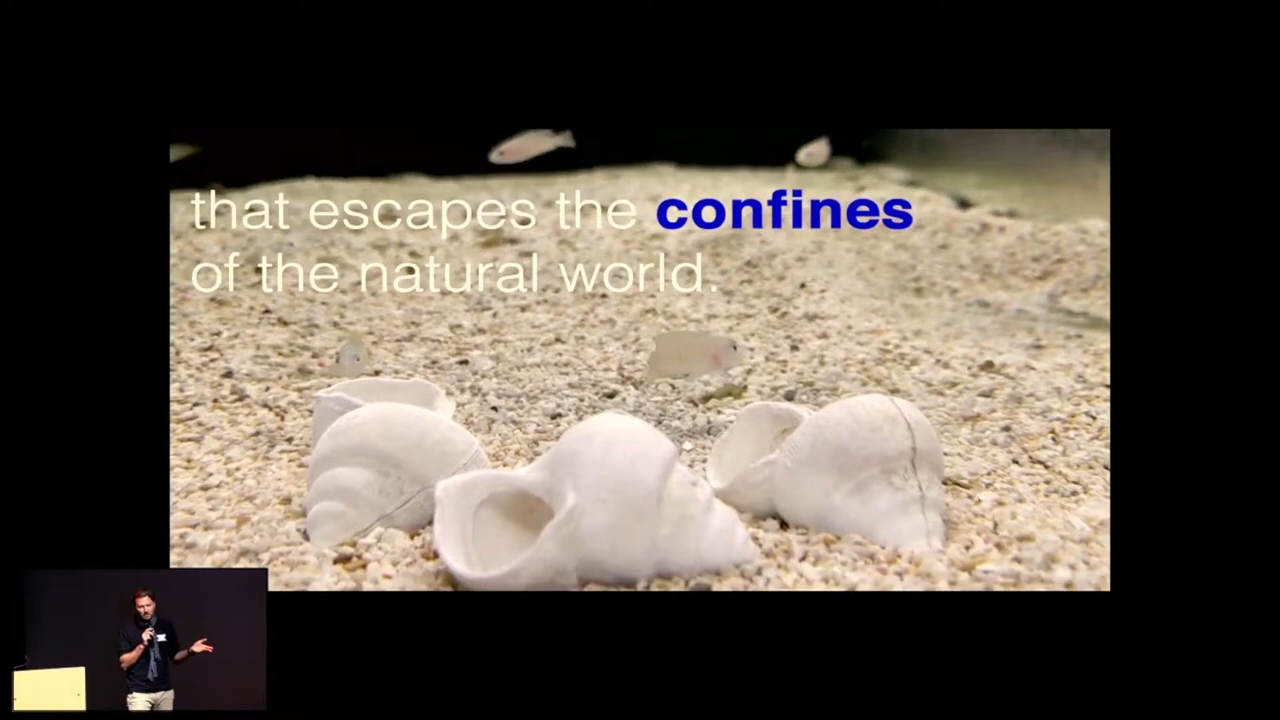 that escapes the confines
of the natural world.